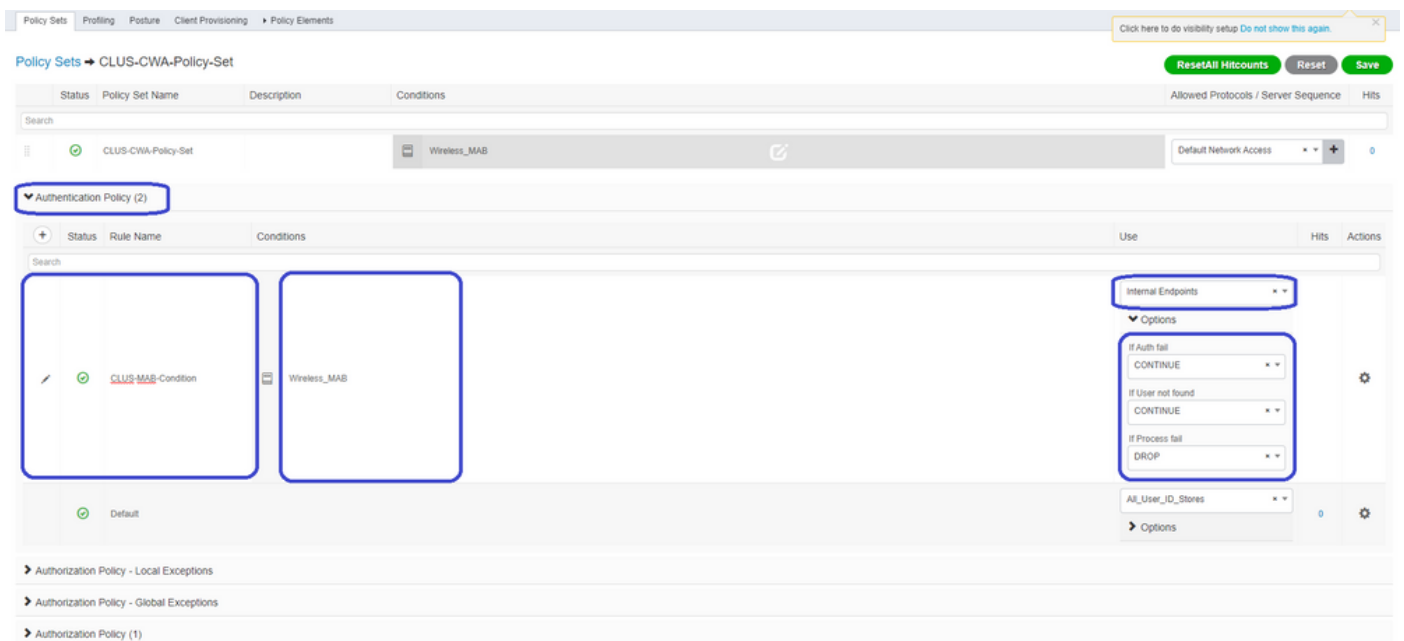 Policy Sets Profiling Posture Client Provisioning Policy Elements
Click here to do visibility setup Do not show this again.
Policy Sets → CLUS-CWA-Policy-Set
ResetAll Hitcounts Reset Save
Status Policy Set Name Description Conditions Allowed Protocols / Server Sequence Hits
Search
CLUS-CWA-Policy-Set Wireless_MAB Default Network Access 0
Authentication Policy (2)
Status Rule Name Conditions Use Hits Actions
Search
Internal Endpoints
Options
If Auth fail
CONTINUE
CLUS-MAB-Condition Wireless_MAB
If User not found
CONTINUE
If Process fail
DROP
All_User_ID_Stores
Default 0
Options
Authorization Policy - Local Exceptions
Authorization Policy - Global Exceptions
Authorization Policy (1)